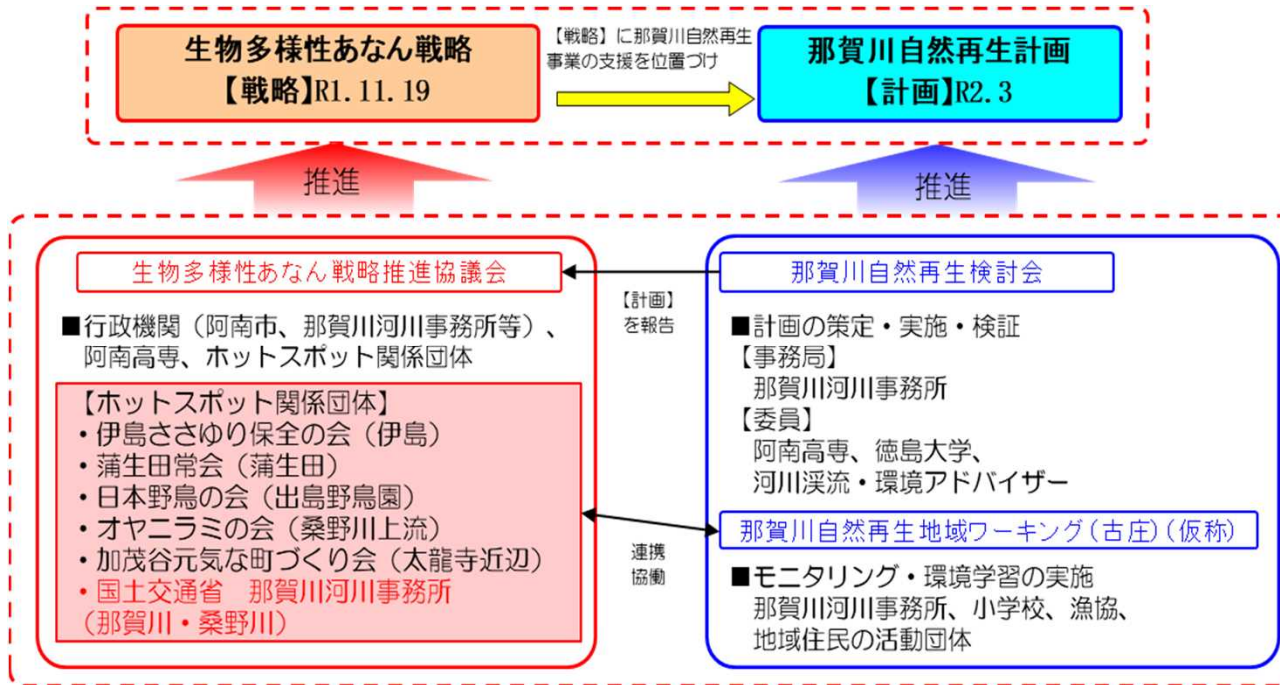 生物多様性あなん戦略
【戦略】R1.11.19
【戦略】に那賀川自然再生
事業の支援を位置づけ
那賀川自然再生計画
【計画】R2.3
推進
推進
生物多様性あなん戦略推進協議会
■行政機関（阿南市、那賀川河川事務所等）、
阿南高専、ホットスポット関係団体
【ホットスポット関係団体】
・伊島ささゆり保全の会（伊島）
・蒲生田常会（蒲生田）
・日本野鳥の会（出島野鳥園）
・オヤニラミの会（桑野川上流）
・加茂谷元気な町づくり会（太龍寺近辺）
・国土交通省　那賀川河川事務所
（那賀川・桑野川）
【計画】
を報告
連携
協働
那賀川自然再生検討会
■計画の策定・実施・検証
【事務局】
那賀川河川事務所
【委員】
阿南高専、徳島大学、
河川渓流・環境アドバイザー
那賀川自然再生地域ワーキング(古庄)(仮称)
■モニタリング・環境学習の実施
那賀川河川事務所、小学校、漁協、
地域住民の活動団体